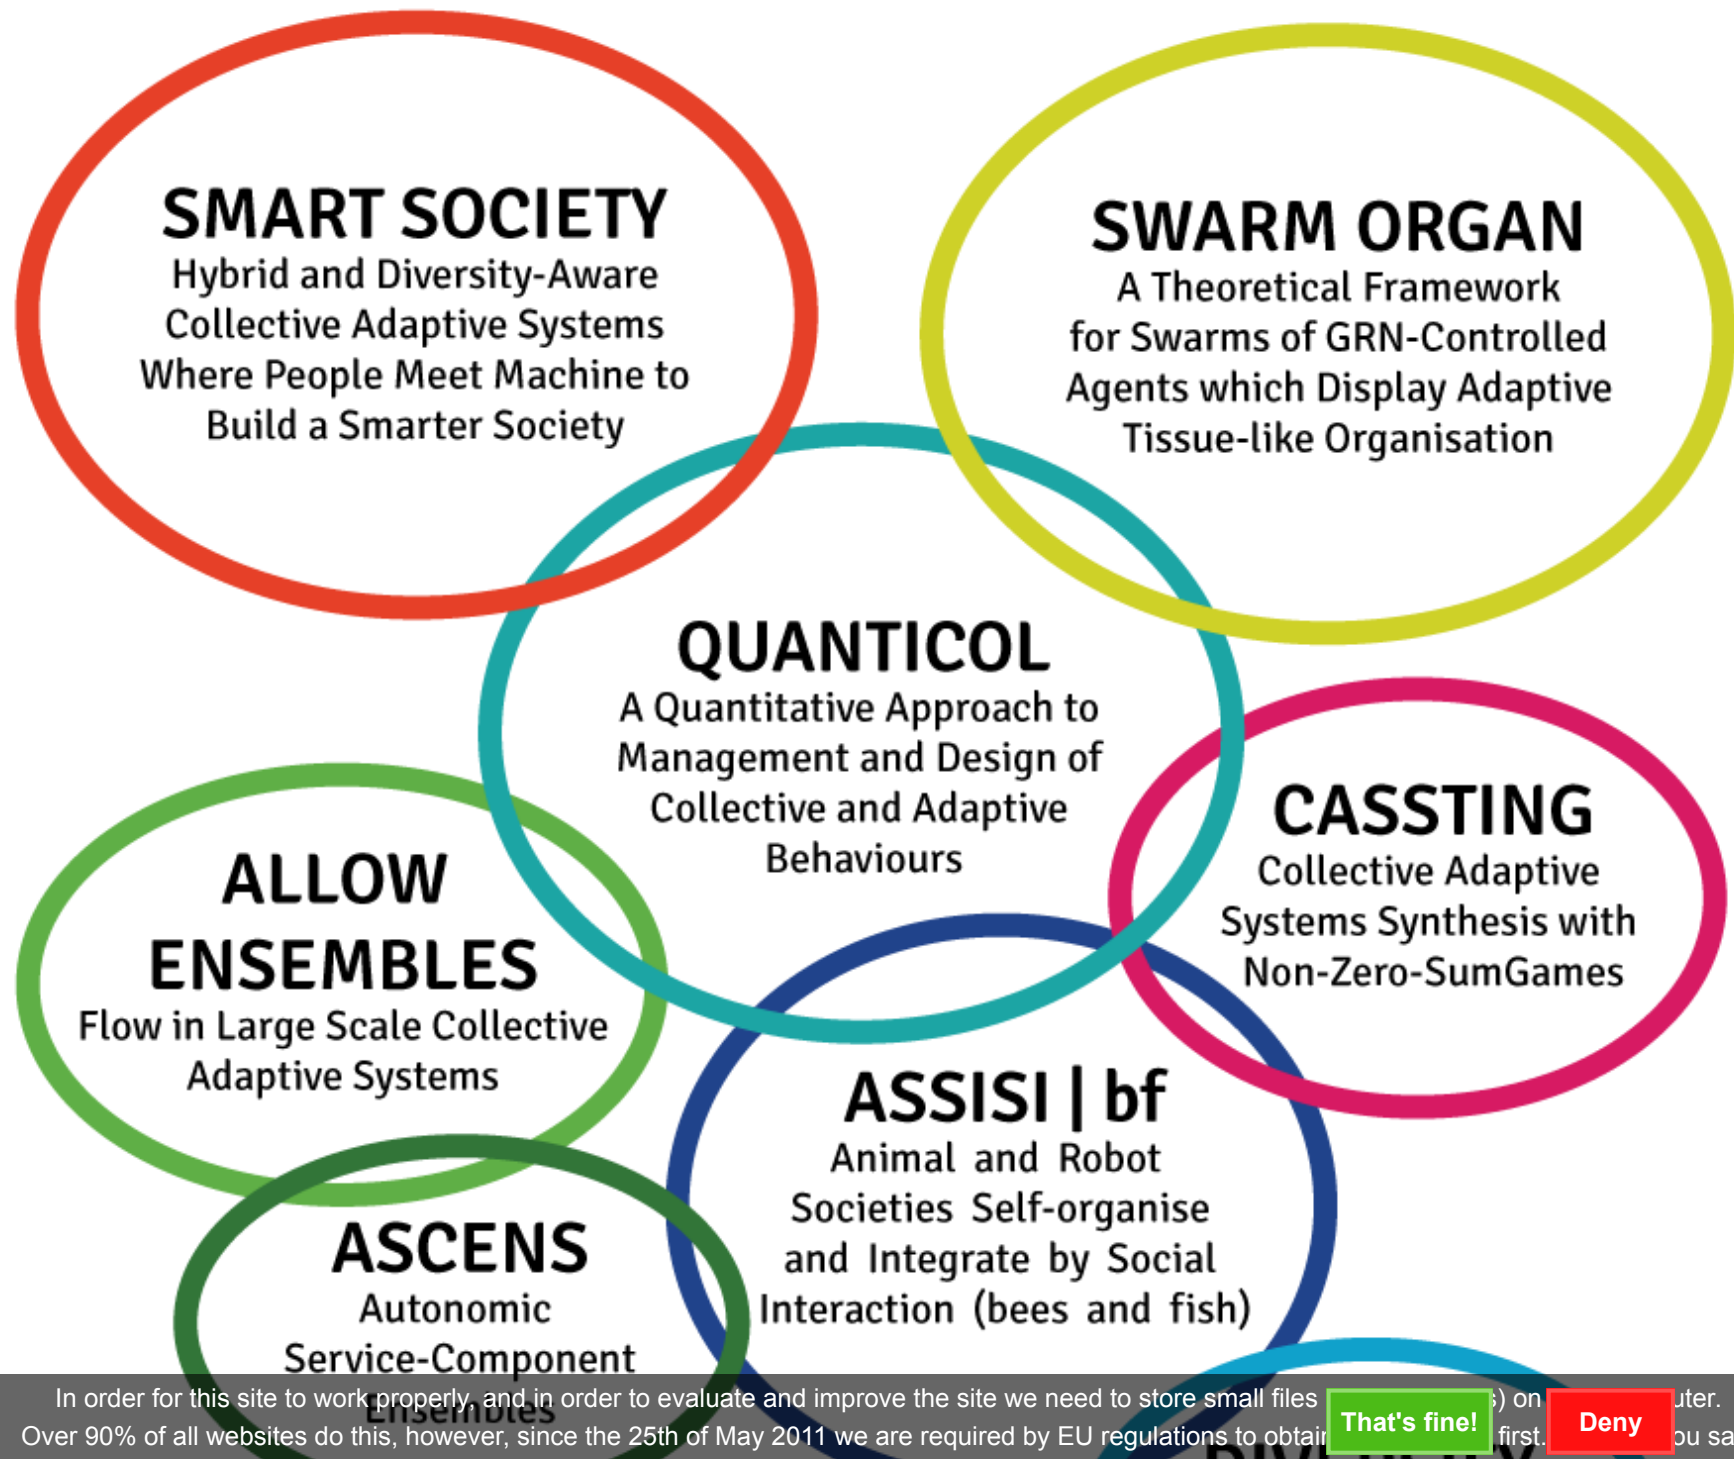 SMART SOCIETY
Hybrid and Diversity-Aware
Collective Adaptive Systems
Where People Meet Machine to
Build a Smarter Society
SWARM ORGAN
A Theoretical Framework
for Swarms of GRN-Controlled
Agents which Display Adaptive
Tissue-like Organisation
QUANTICOL
A Quantitative Approach to
Management and Design of
Collective and Adaptive
Behaviours
CASSTING
Collective Adaptive
Systems Synthesis with
Non-Zero-SumGames
ALLOW
ENSEMBLES
Flow in Large Scale Collective
Adaptive Systems
ASSISI | bf
Animal and Robot
Societies Self-organise
and Integrate by Social
Interaction (bees and fish)
ASCENS
Autonomic
Service-Component
Ensembles
In order for this site to work properly, and in order to evaluate and improve the site we need to store small files on
Over 90% of all websites do this, however, since the 25th of May 2011 we are required by EU regulations to obtain first.
That's fine!
Deny